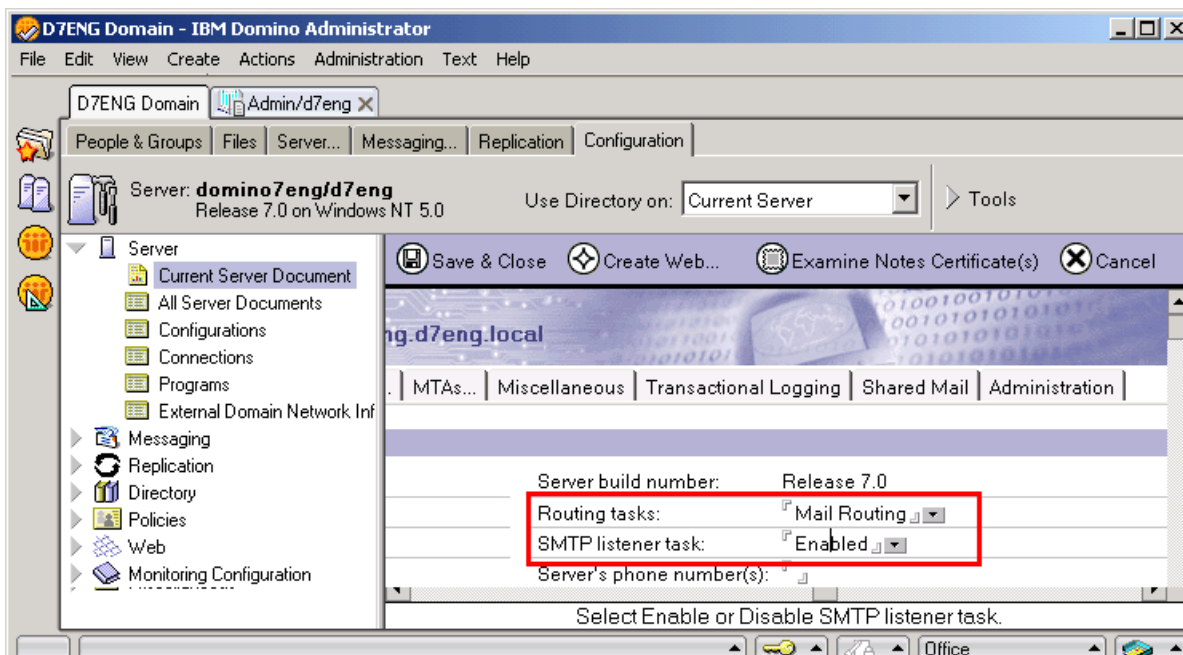 D7ENG Domain - IBM Domino Administrator
File Edit View Create Actions Administration Text Help
D7ENG Domain Admin/d7eng
People & Groups Files Server... Messaging... Replication Configuration
Server: domino7eng/d7eng
Release 7.0 on Windows NT 5.0
Use Directory on: Current Server
Tools
Server
Current Server Document
All Server Documents
Configurations
Connections
Programs
External Domain Network Inf
Messaging
Replication
Directory
Policies
Web
Monitoring Configuration
Save & Close Create Web... Examine Notes Certificate(s) Cancel
ng.d7eng.local
. MTAs... Miscellaneous Transactional Logging Shared Mail Administration
Server build number: Release 7.0
Routing tasks: Mail Routing
SMTP listener task: Enabled
Server's phone number(s):
Select Enable or Disable SMTP listener task.
Office